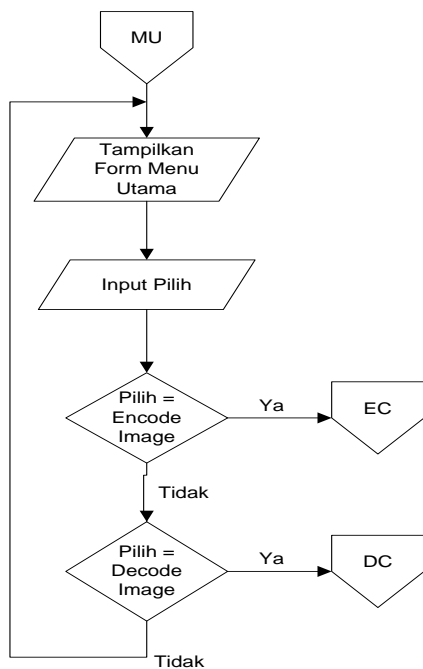 MU
Tampilkan
Form Menu
Utama
Input Pilih
Pilih =
Encode
Image
Ya
EC
Tidak
Pilih =
Decode
Image
Ya
DC
Tidak